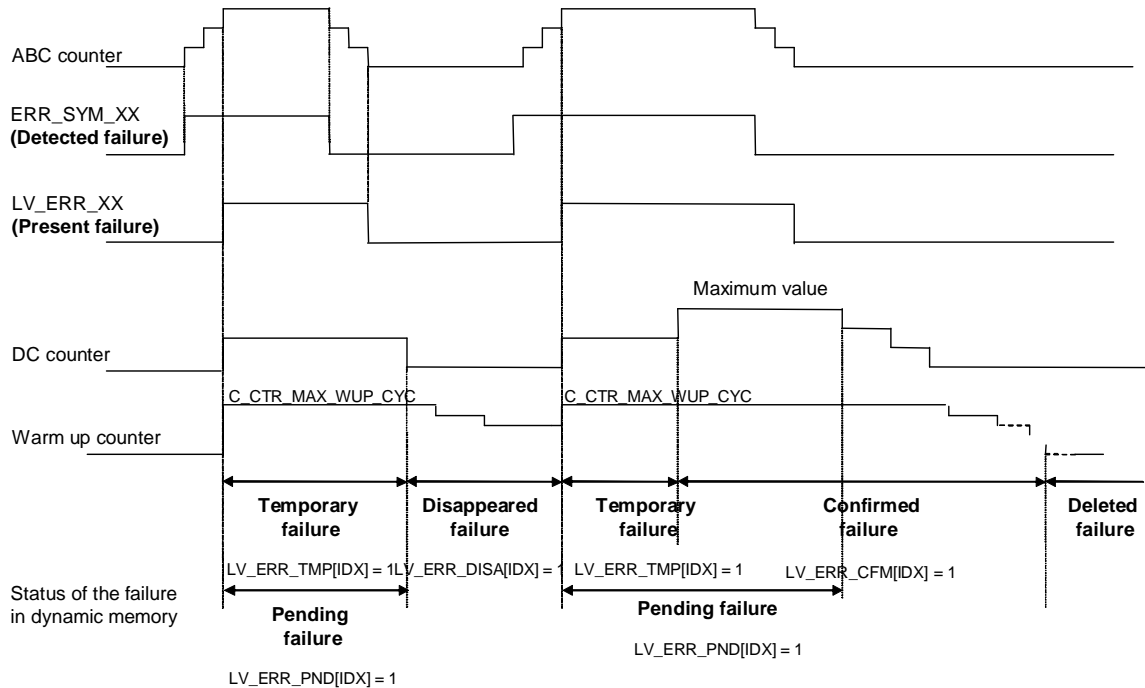 ABC counter
ERR_SYM_XX
(Detected failure)
LV_ERR_XX
(Present failure)
Maximum value
DC counter
C_CTR_MAX_WUP_CYC C_CTR_MAX_WUP_CYC
Warm up counter
Temporary failure
Disappeared failure
Temporary failure
Confirmed failure
Deleted failure
LV_ERR_TMP[IDX] = 1
LV_ERR_DISA[IDX] = 1
LV_ERR_TMP[IDX] = 1
LV_ERR_CFM[IDX] = 1
Status of the failure
in dynamic memory
Pending
failure
Pending failure
LV_ERR_PND[IDX] = 1
LV_ERR_PND[IDX] = 1